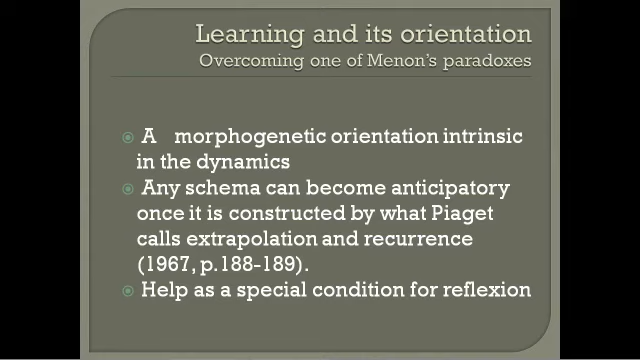 Learning and its orientation
Overcoming one of Menon's paradoxes
A morphogenetic orientation intrinsic
in the dynamics
Any schema can become anticipatory
once it is constructed by what Piaget
calls extrapolation and recurrence
(1967, p.188-189).
Help as a special condition for reflexion